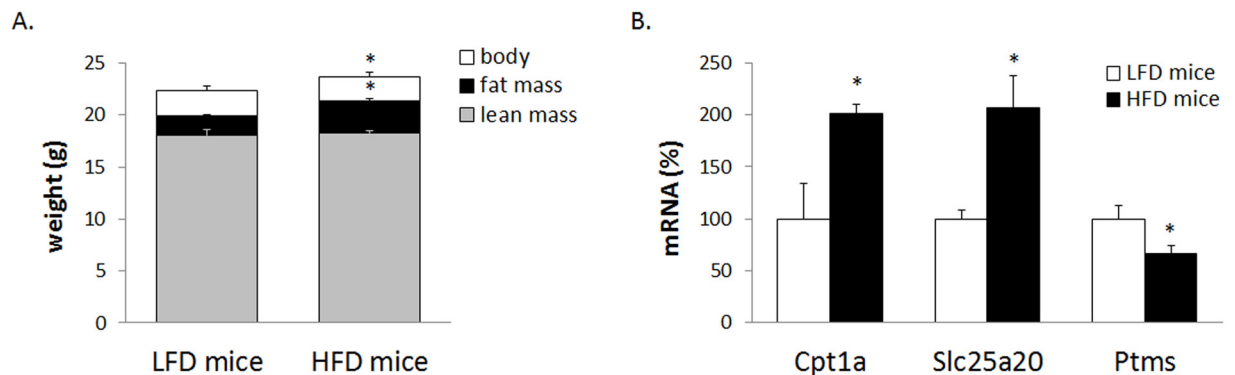 A.
25
20
15
10
5
0
weight (g)
*
*
body
fat mass
lean mass
LFD mice
HFD mice
B.
250
200
150
100
50
0
mRNA (%)
*
*
*
LFD mice
HFD mice
Cpt1a
Slc25a20
Ptms